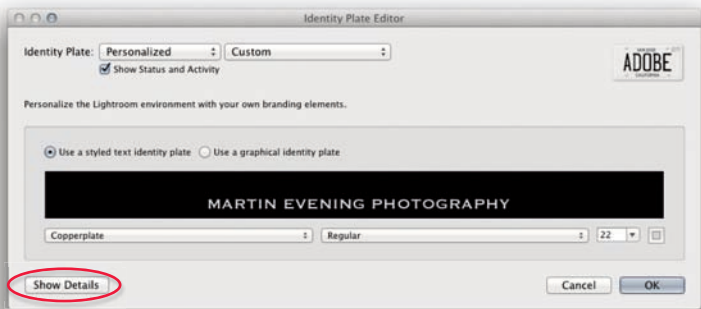 Identity Plate Editor
Identity Plate: Personalized Custom
Show Status and Activity
ADOBE
CALIFORNIA
Personalize the Lightroom environment with your own branding elements.
Use a styled text identity plate Use a graphical identity plate
MARTIN EVENING PHOTOGRAPHY
Copperplate Regular 22
Show Details Cancel OK